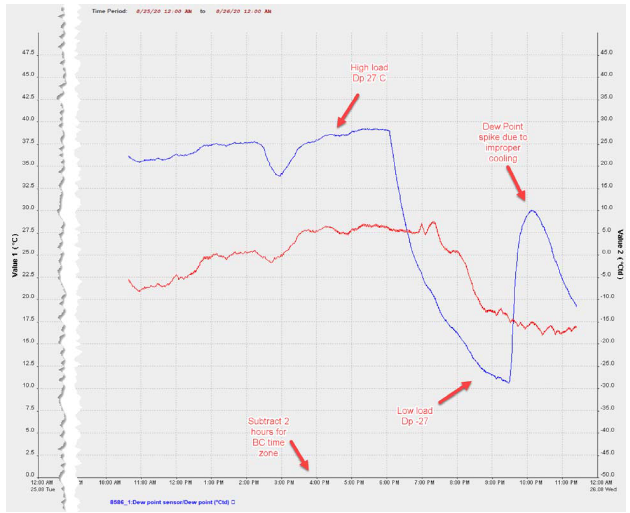 Time Period: 8/25/20 12:00 AM to 8/26/20 12:00 AM
High load
Dp 27 C
Dew Point
spike due to
improper
cooling
Low load
Dp -27
Subtract 2
hours for
BC time
zone
Value 1 (°C)
47.5
45.0
42.5
40.0
37.5
35.0
32.5
30.0
27.5
25.0
22.5
20.0
17.5
15.0
12.5
10.0
7.5
5.0
2.5
0.0
Value 2 (°Ctd)
45.0
40.0
35.0
30.0
25.0
20.0
15.0
10.0
5.0
0.0
-5.0
-10.0
-15.0
-20.0
-25.0
-30.0
-35.0
-40.0
-45.0
-50.0
12:00 AM
25.08 Tue
10:00 AM 11:00 AM 12:00 PM 1:00 PM 2:00 PM 3:00 PM 4:00 PM 5:00 PM 6:00 PM 7:00 PM 8:00 PM 9:00 PM 10:00 PM 11:00 PM 12:00 AM
26.08 Wed
8586_1:Dew point sensor/Dew point (°Ctd)